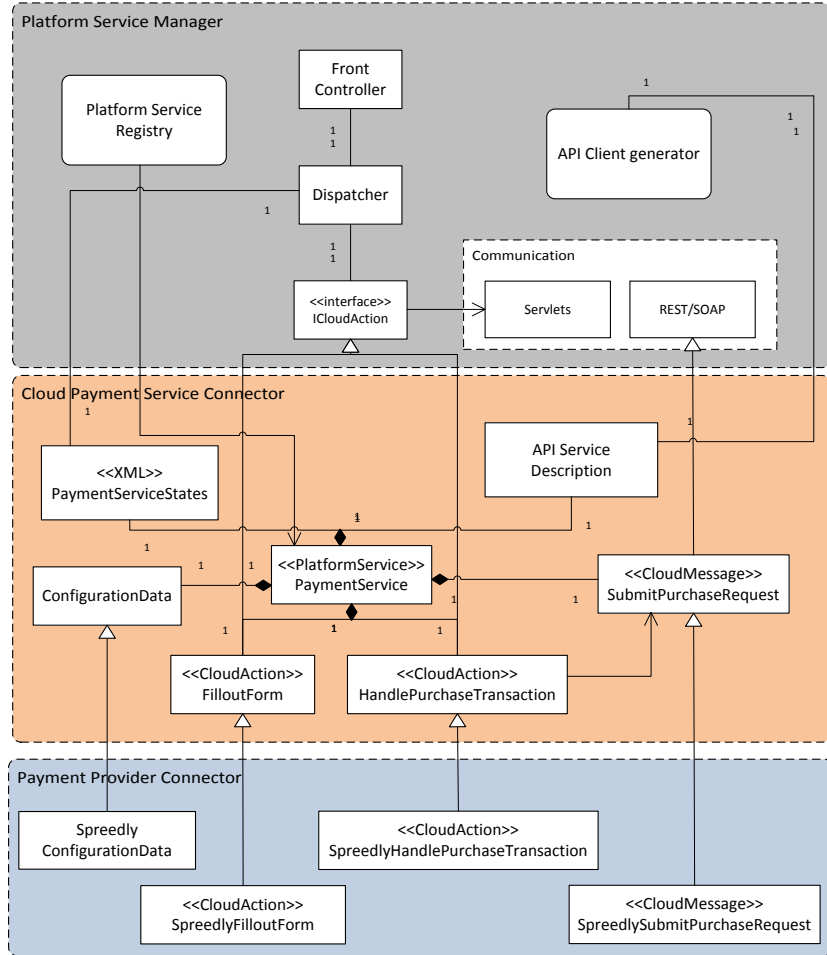 Platform Service Manager
Front
Controller
1
Platform Service
Registry
API Client generator
1
1
1
1
Dispatcher
1
1
1
Communication
<<interface>>
ICloudAction
Servlets
REST/SOAP
Cloud Payment Service Connector
1
1
API Service
Description
<<XML>>
PaymentServiceStates
1
1
1
<<PlatformService>>
PaymentService
1
1
<<CloudMessage>>
SubmitPurchaseRequest
ConfigurationData
1
1
1
1
1
<<CloudAction>>
FilloutForm
<<CloudAction>>
HandlePurchaseTransaction
Payment Provider Connector
Spreedly
ConfigurationData
<<CloudAction>>
SpreedlyHandlePurchaseTransaction
<<CloudAction>>
SpreedlyFilloutForm
<<CloudMessage>>
SpreedlySubmitPurchaseRequest